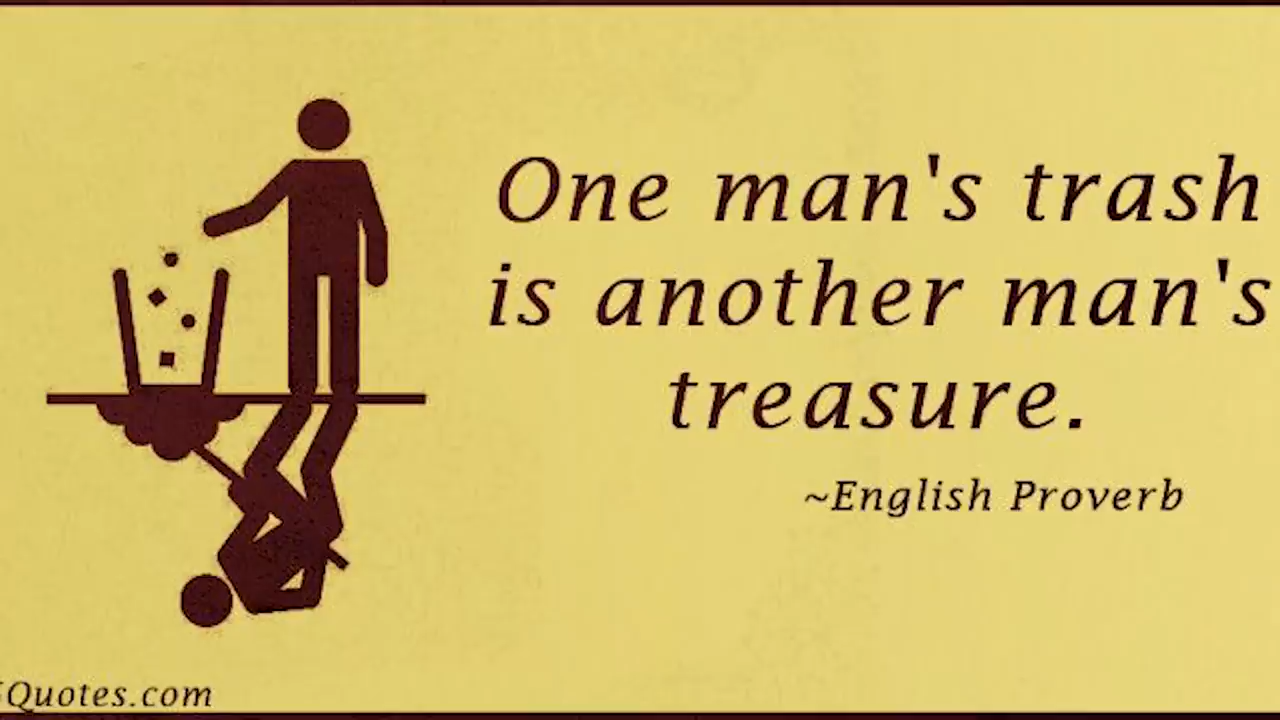 One man's trash
is another man's
treasure.
~English Proverb
Quotes.com